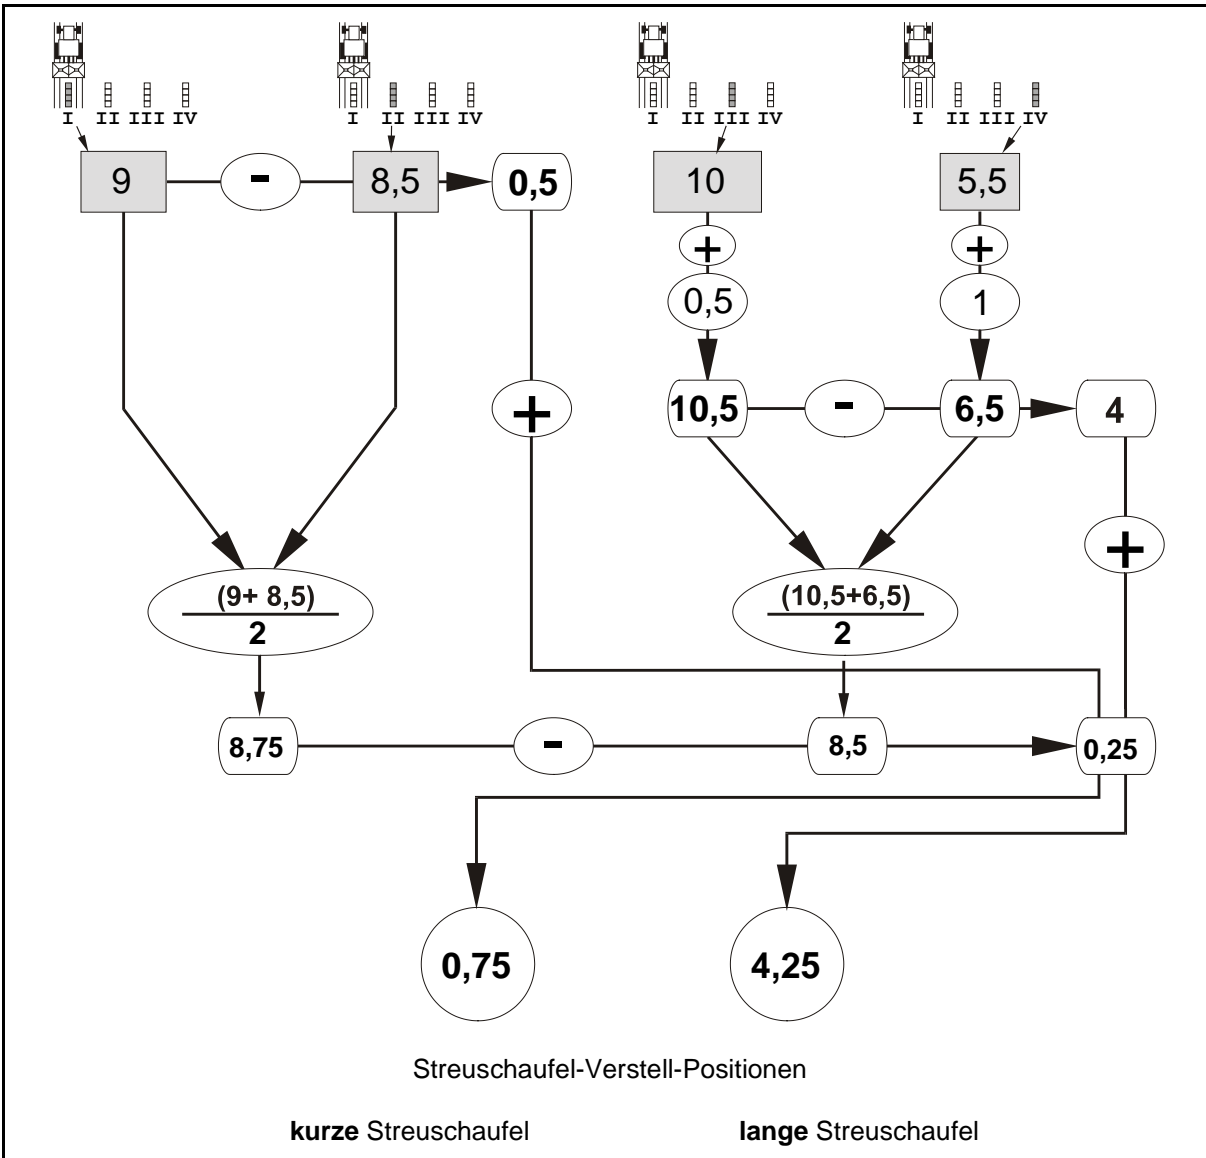 I II III IV I II III IV I II III IV I II III IV
9 - 8,5 0,5 10 5,5
+ +
0,5 1
+ 10,5 - 6,5 4
+
(9+ 8,5) (10,5+6,5)
2 2
8,75 - 8,5 0,25
0,75 4,25
Streuschaufel-Verstell-Positionen
kurze Streuschaufel lange Streuschaufel